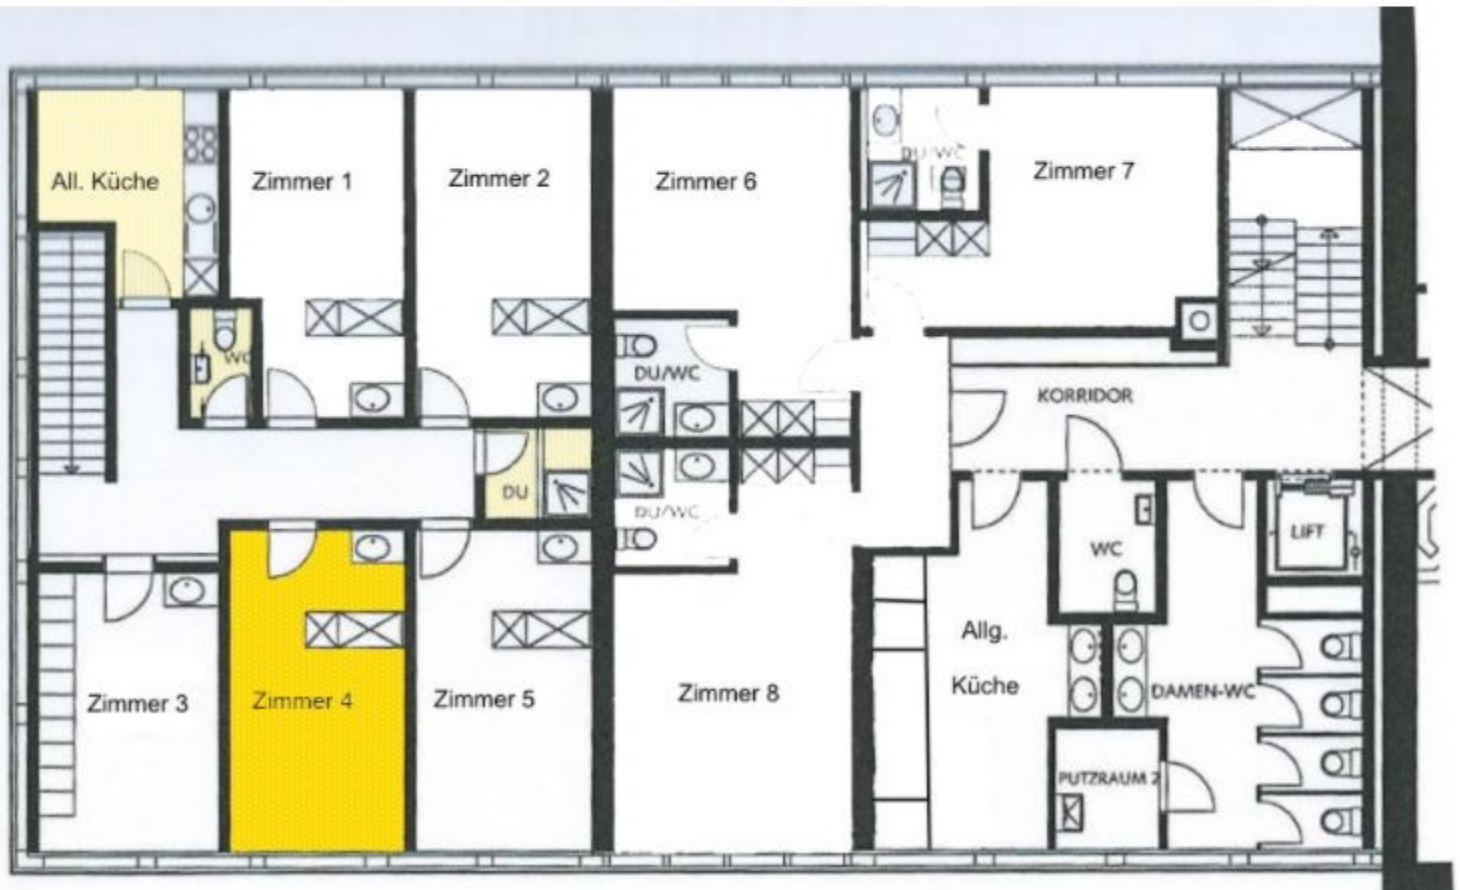 All. Küche
Zimmer 1
Zimmer 2
Zimmer 6
DU/WC
Zimmer 7
WC
DU/WC
KORRIDOR
DU
DU/WC
LIFT
WC
Zimmer 3
Zimmer 4
Zimmer 5
Zimmer 8
Allg.
Küche
DAMEN-WC
PUTZRAUM 2